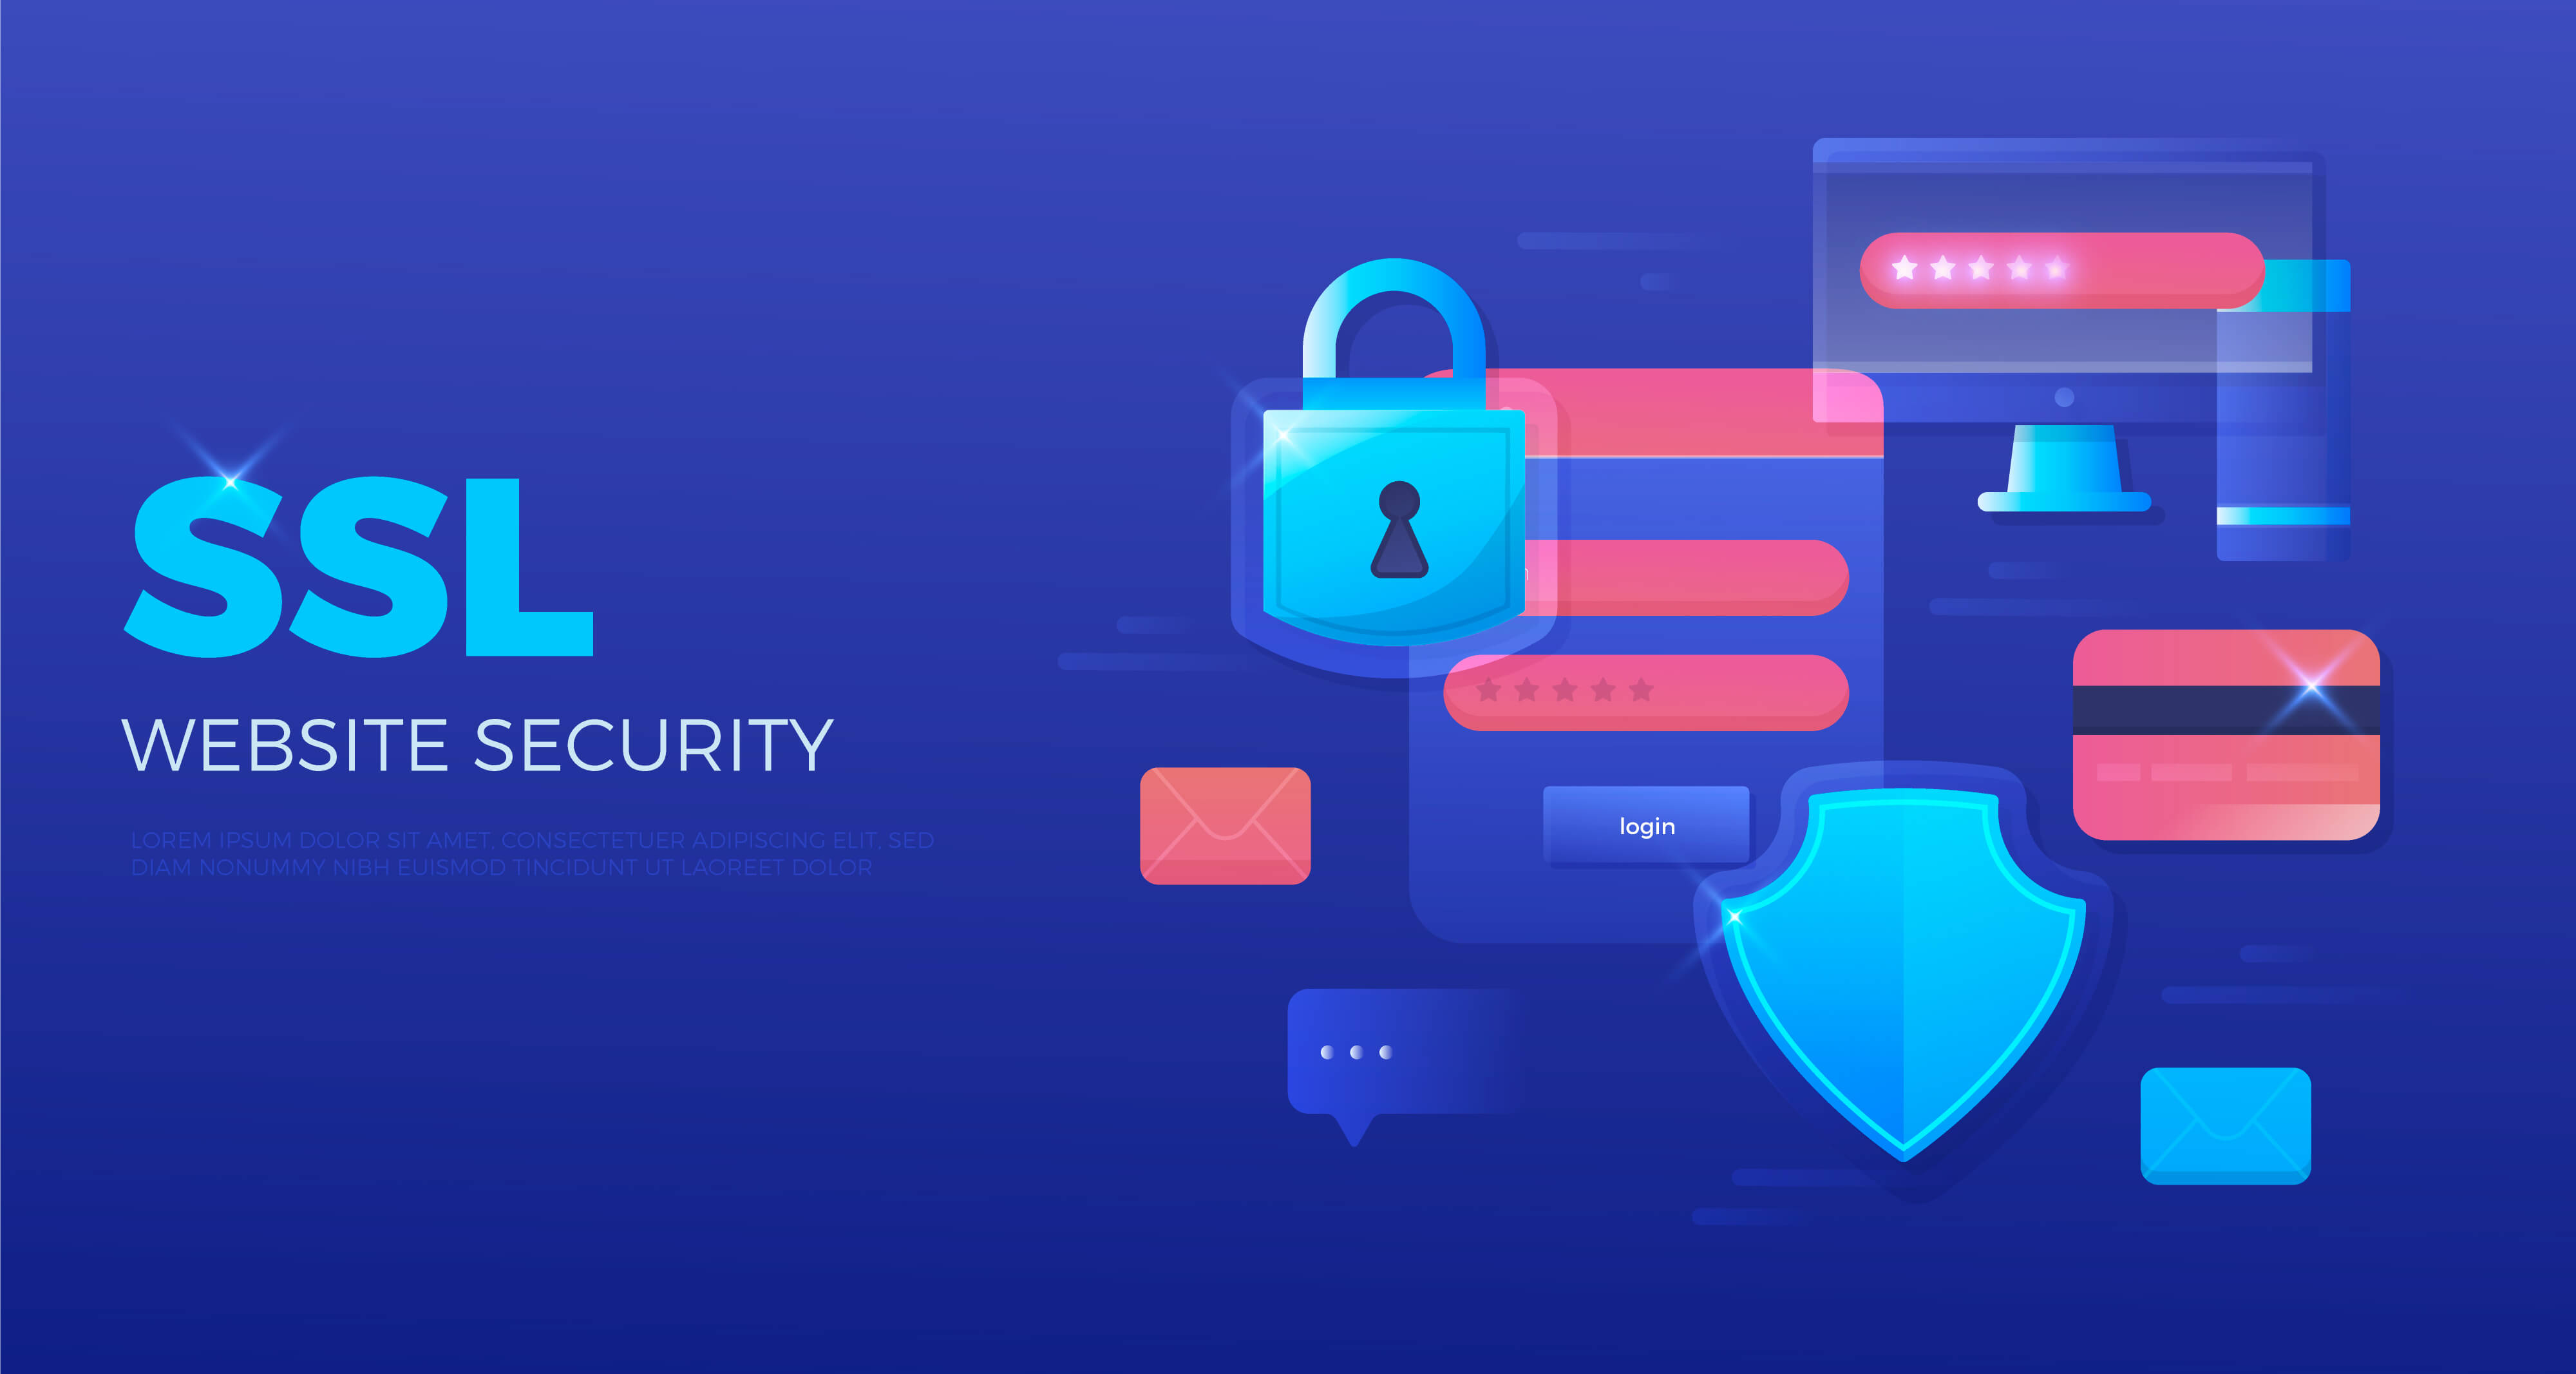 SSL
WEBSITE SECURITY
LOREM IPSUM DOLOR SIT AMET, CONSECTETUER ADIPISCING ELIT, SED
DIAM NONUMMY NIBH EUISMOD TINCIDUNT UT LAOREET DOLOR
login